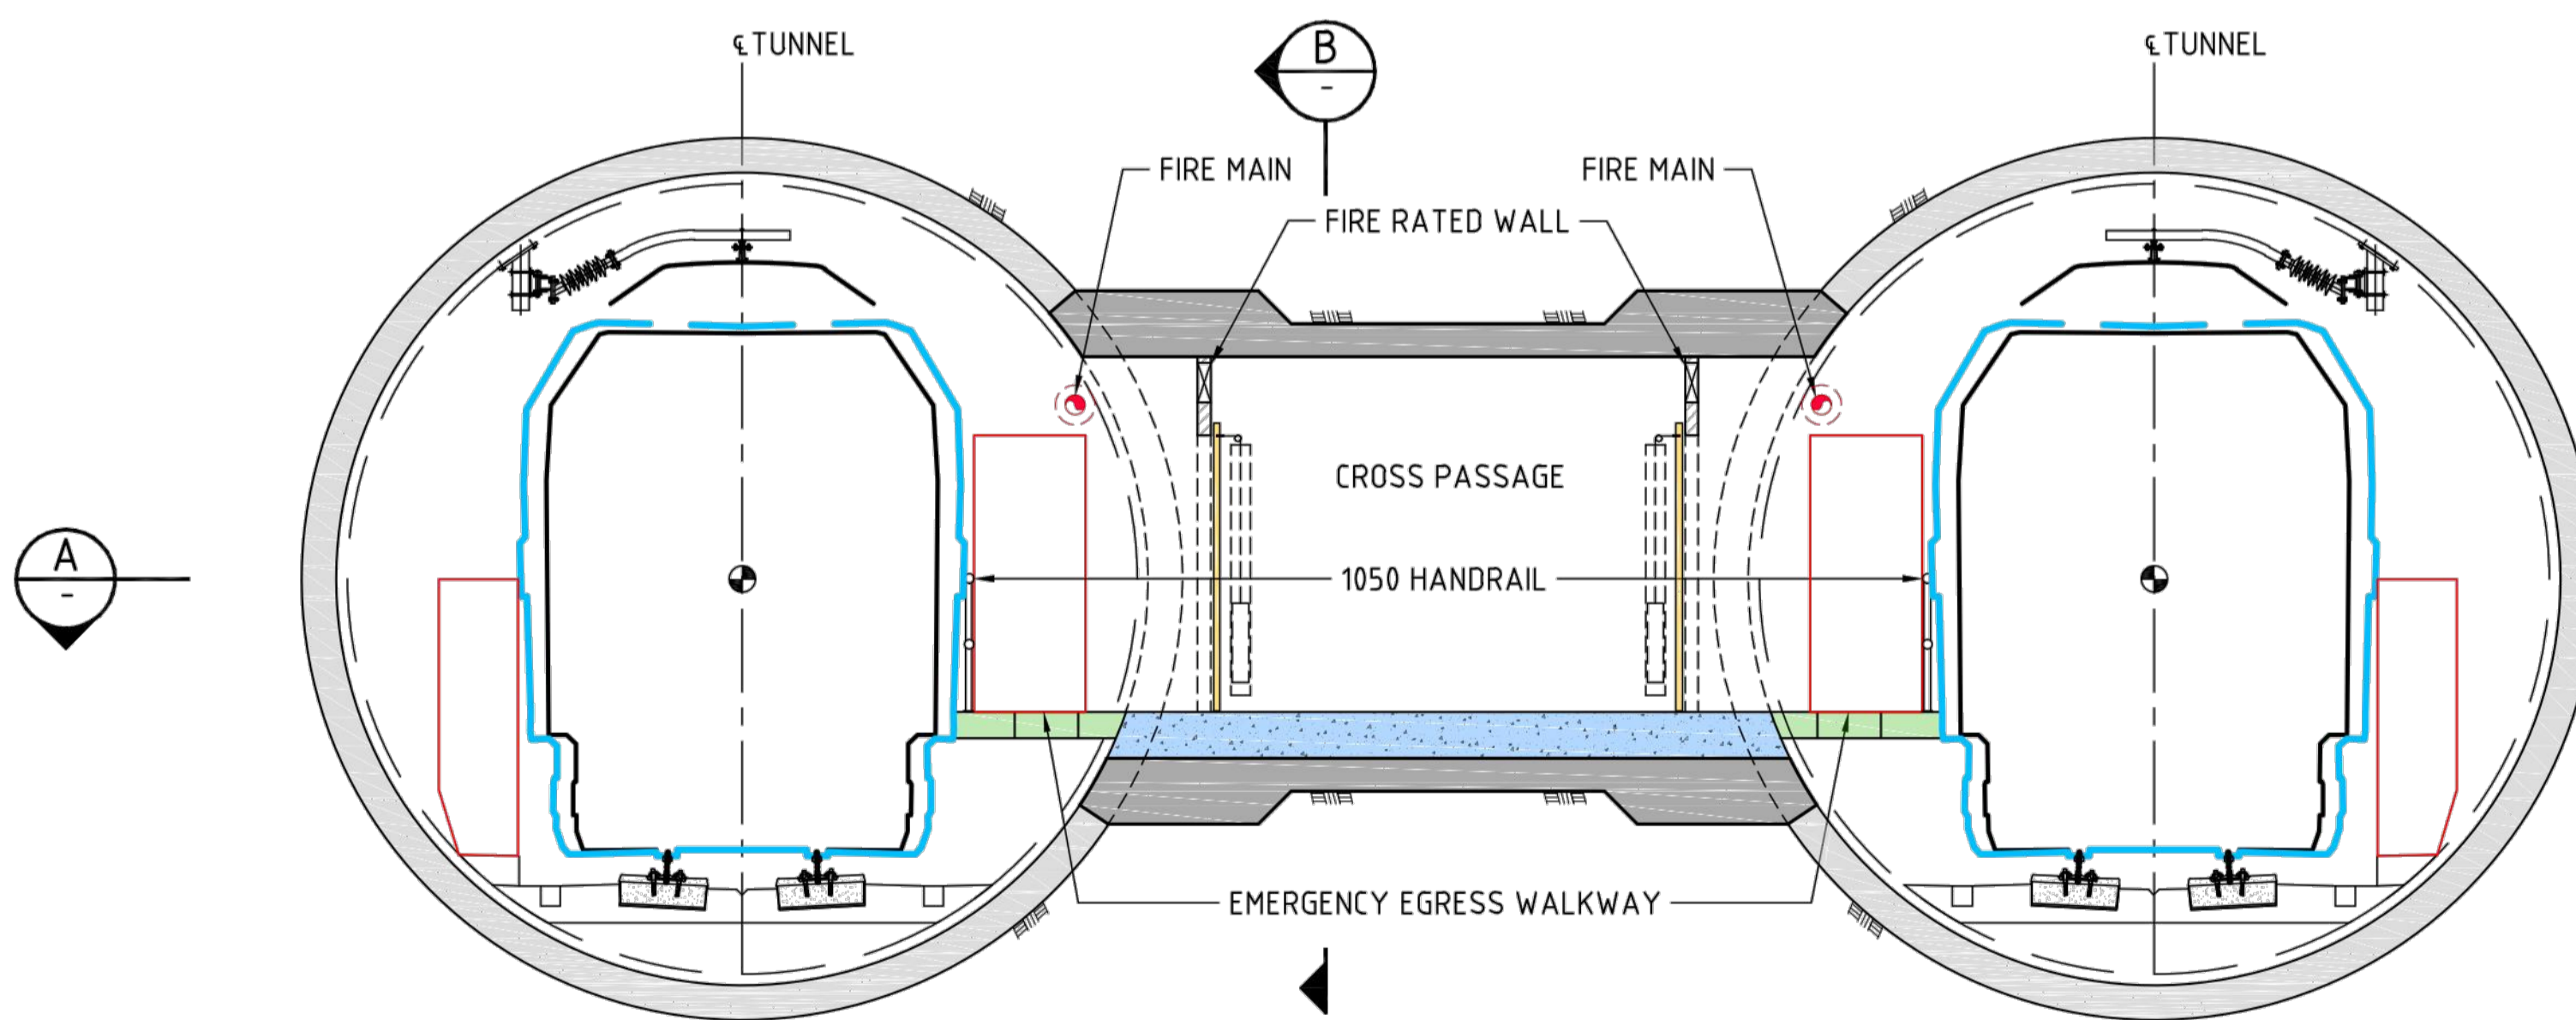 ℄ TUNNEL
B
-
℄ TUNNEL
FIRE MAIN
FIRE MAIN
FIRE RATED WALL
CROSS PASSAGE
A
-
1050 HANDRAIL
EMERGENCY EGRESS WALKWAY